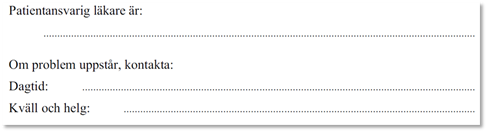 Patientansvarig läkare är:
................................................................................................................................
Om problem uppstår, kontakta:
Dagtid: ....................................................................................................................
Kväll och helg: ........................................................................................................